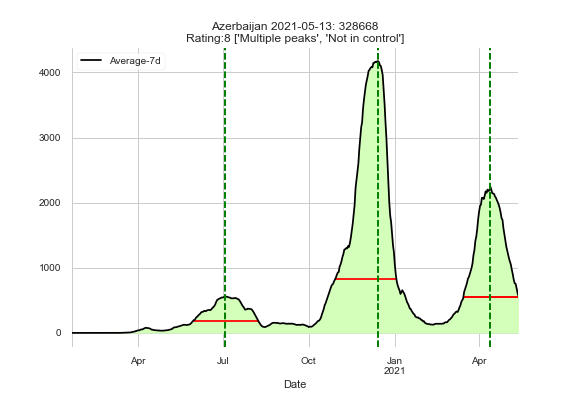 Azerbaijan 2021-05-13: 328668
Rating:8 ['Multiple peaks', 'Not in control']
Average-7d
4000
3000
2000
1000
0
Apr Jul Oct Jan Apr
2021
Date